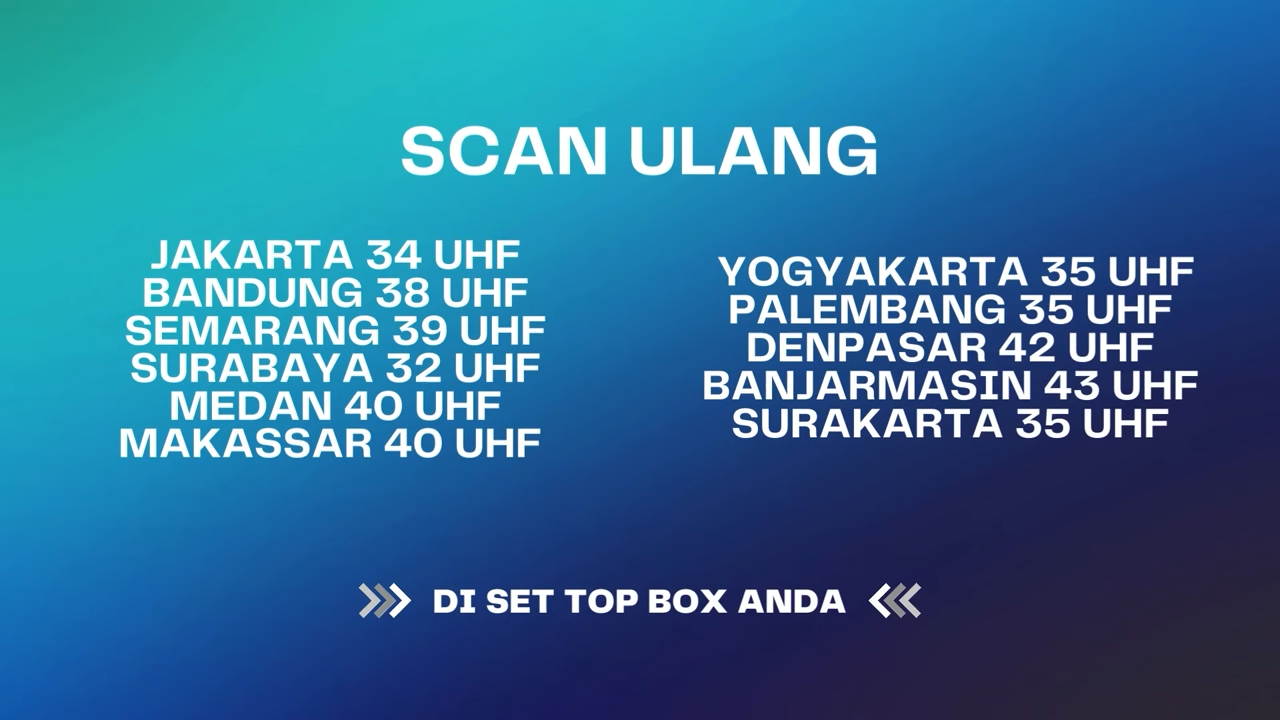 SCAN ULANG
JAKARTA 34 UHF
BANDUNG 38 UHF
SEMARANG 39 UHF
SURABAYA 32 UHF
MEDAN 40 UHF
MAKASSAR 40 UHF
YOGYAKARTA 35 UHF
PALEMBANG 35 UHF
DENPASAR 42 UHF
BANJARMASIN 43 UHF
SURAKARTA 35 UHF
DI SET TOP BOX ANDA